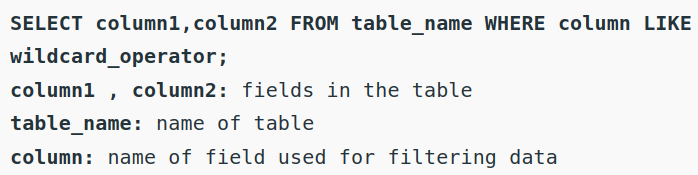 SELECT column1,column2 FROM table_name WHERE column LIKE
wildcard_operator;
column1 , column2: fields in the table
table_name: name of table
column: name of field used for filtering data